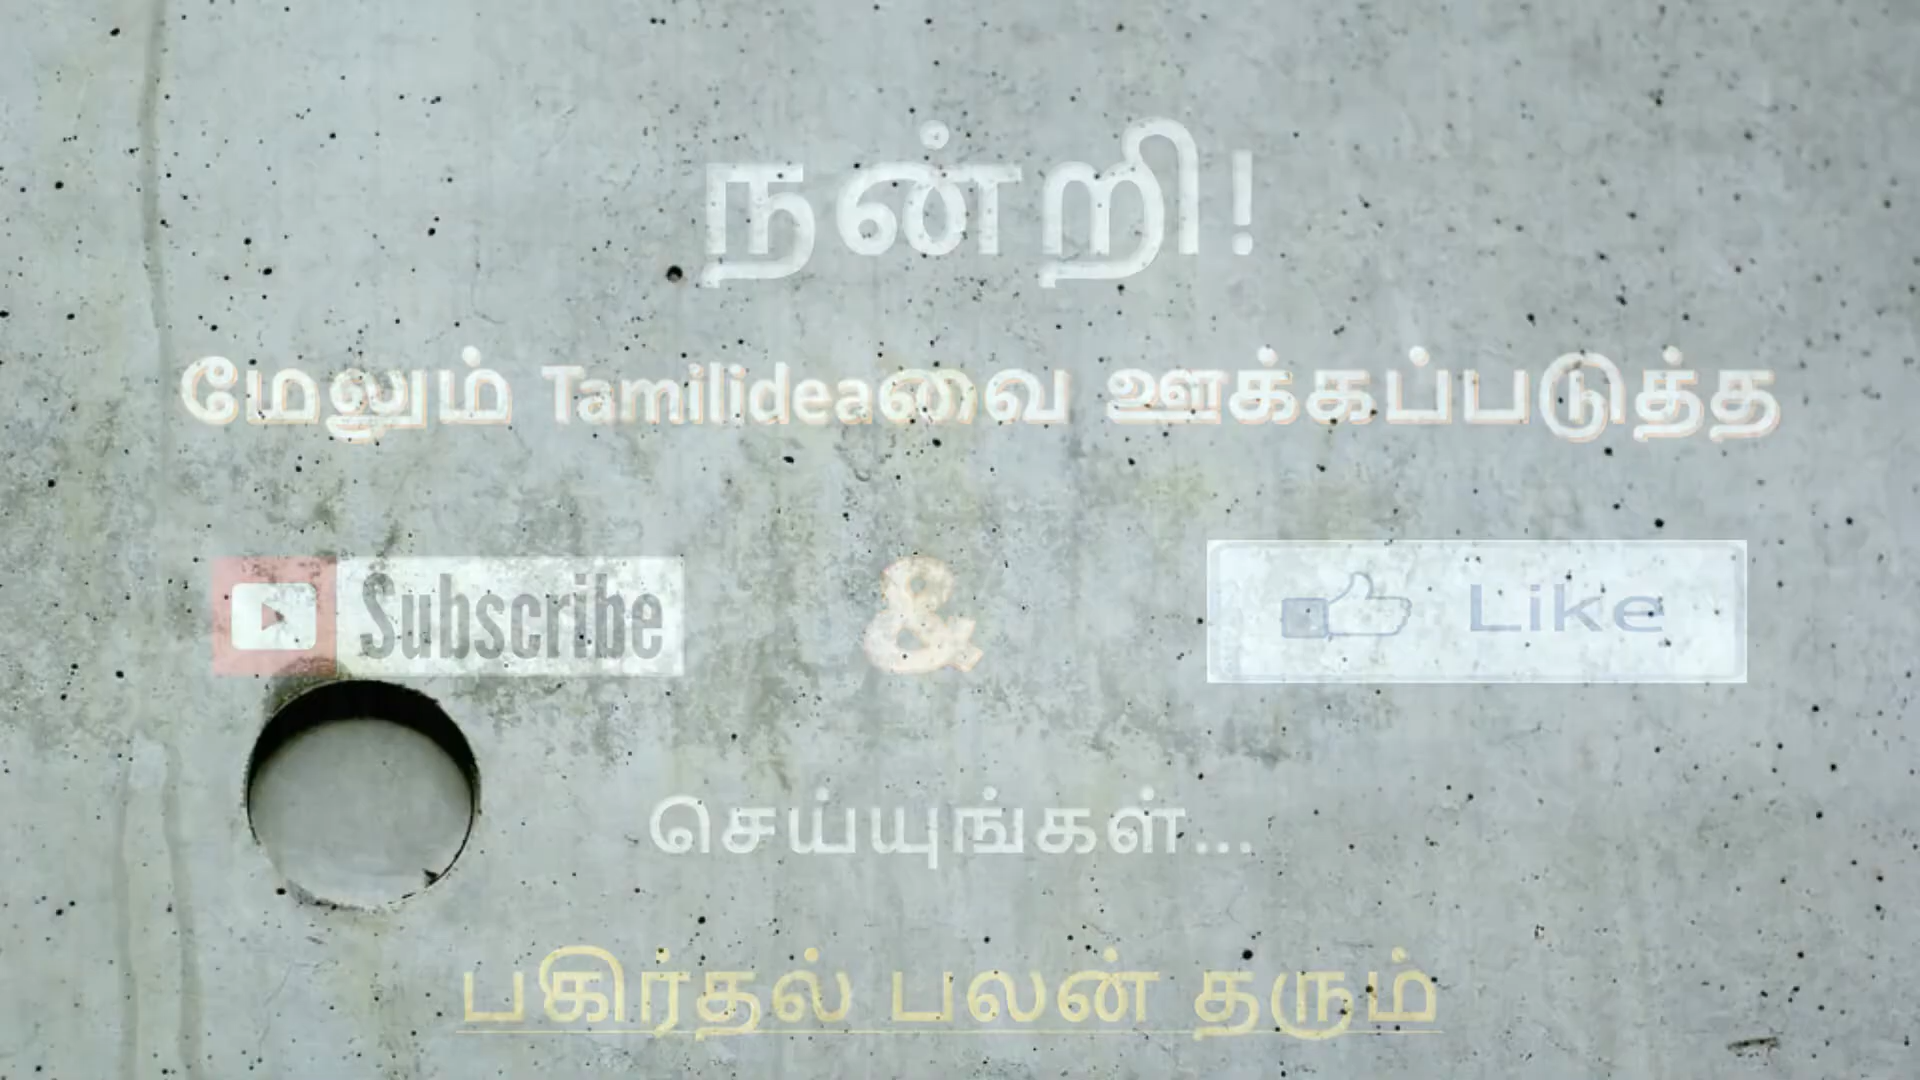 நன்றி!
மேலும் Tamilideaவை ஊக்கப்படுத்த
Subscribe & Like
செய்யுங்கள்...
பகிர்தல் பலன் தரும்